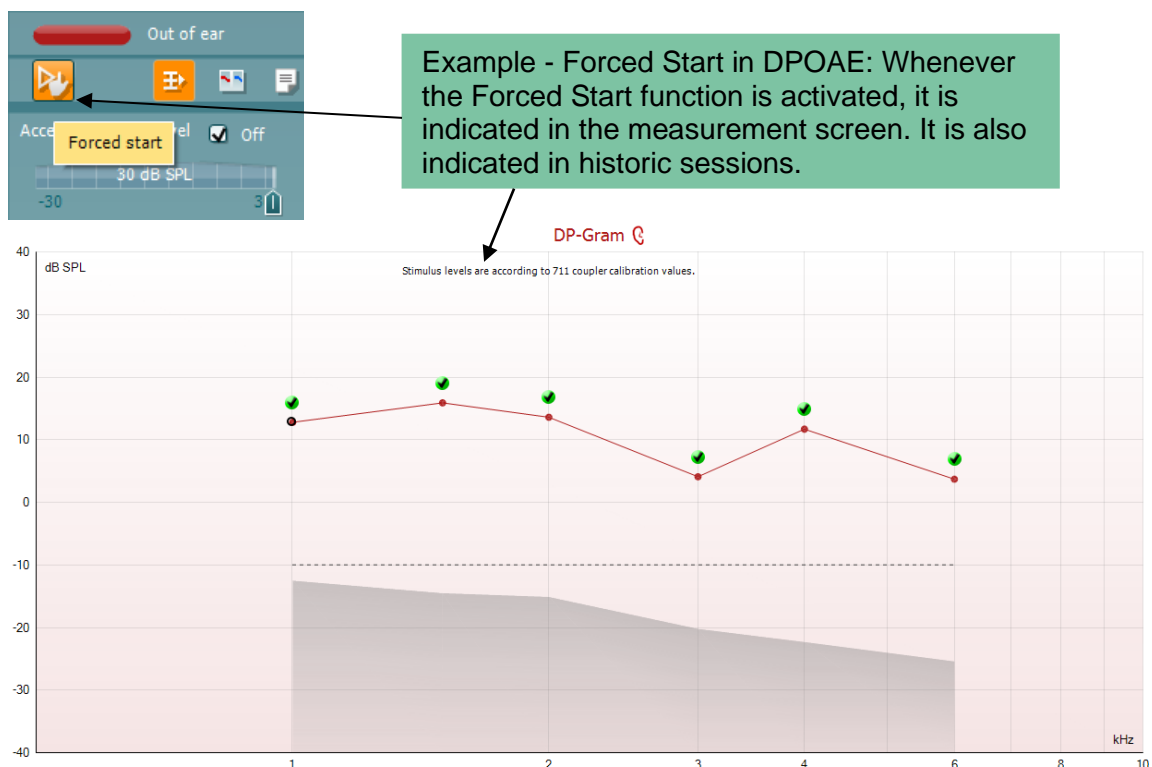 Out of ear
Acce
el
Off
Forced start
30 dB SPL
-30
3
Example - Forced Start in DPOAE: Whenever
the Forced Start function is activated, it is
indicated in the measurement screen. It is also
indicated in historic sessions.
DP-Gram
40
dB SPL
Stimulus levels are according to 711 coupler calibration values.
30
20
10
0
-10
-20
-30
-40
kHz
1
2
3
4
6
8
10